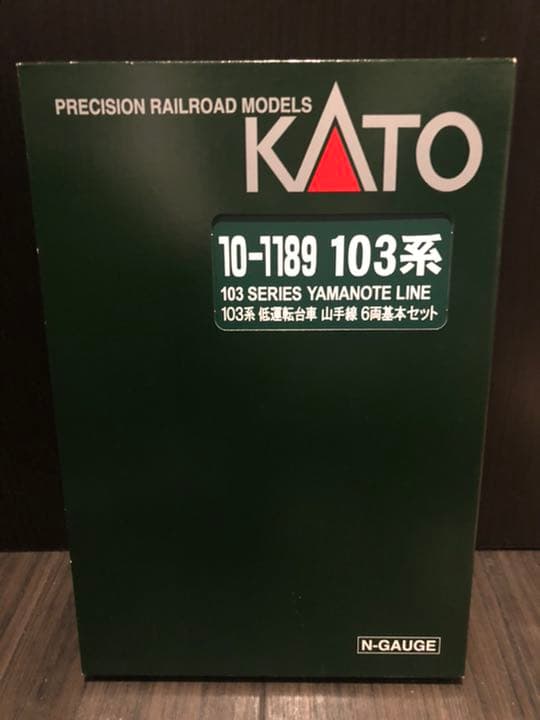 PRECISION RAILROAD MODELS
KATO
10-1189 103系
103 SERIES YAMANOTE LINE
103系 低運転台車 山手線 6両基本セット
N-GAUGE